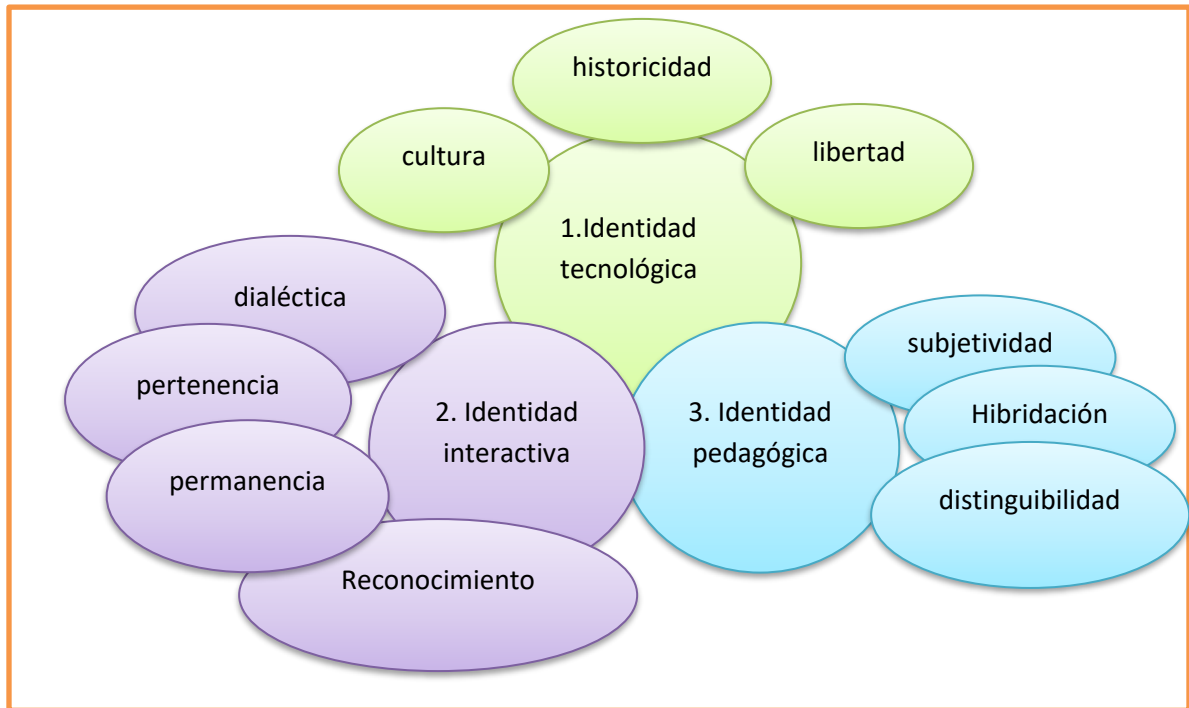 historicidad
cultura
libertad
1.Identidad
tecnológica
dialéctica
pertenencia
permanencia
2. Identidad
interactiva
Reconocimiento
3. Identidad
pedagógica
subjetividad
Hibridación
distinguibilidad